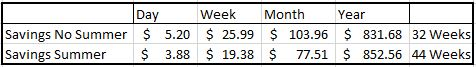 Day Week Month Year
Savings No Summer $ 5.20 $ 25.99 $ 103.96 $ 831.68 32 Weeks
Savings Summer $ 3.88 $ 19.38 $ 77.51 $ 852.56 44 Weeks